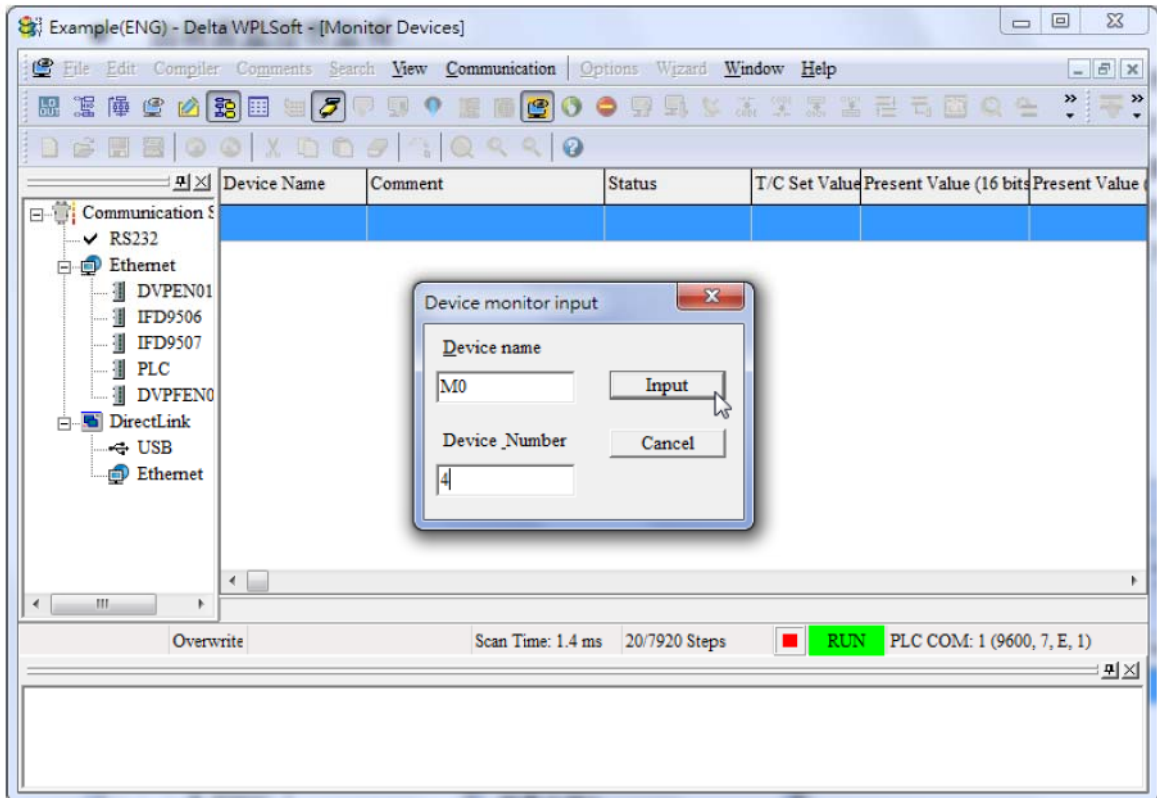 Example(ENG) - Delta WPLSoft - [Monitor Devices]
File Edit Compiler Comments Search View Communication Options Wizard Window Help
Device Name Comment Status T/C Set Value Present Value (16 bits Present Value (
Communication S
RS232
Ethernet
DVPEN01
IFD9506
IFD9507
PLC
DVPFEN0
DirectLink
USB
Ethernet
Device monitor input
Device name
M0
Input
Device _Number
Cancel
4
Overwrite Scan Time: 1.4 ms 20/7920 Steps RUN PLC COM: 1 (9600, 7, E, 1)